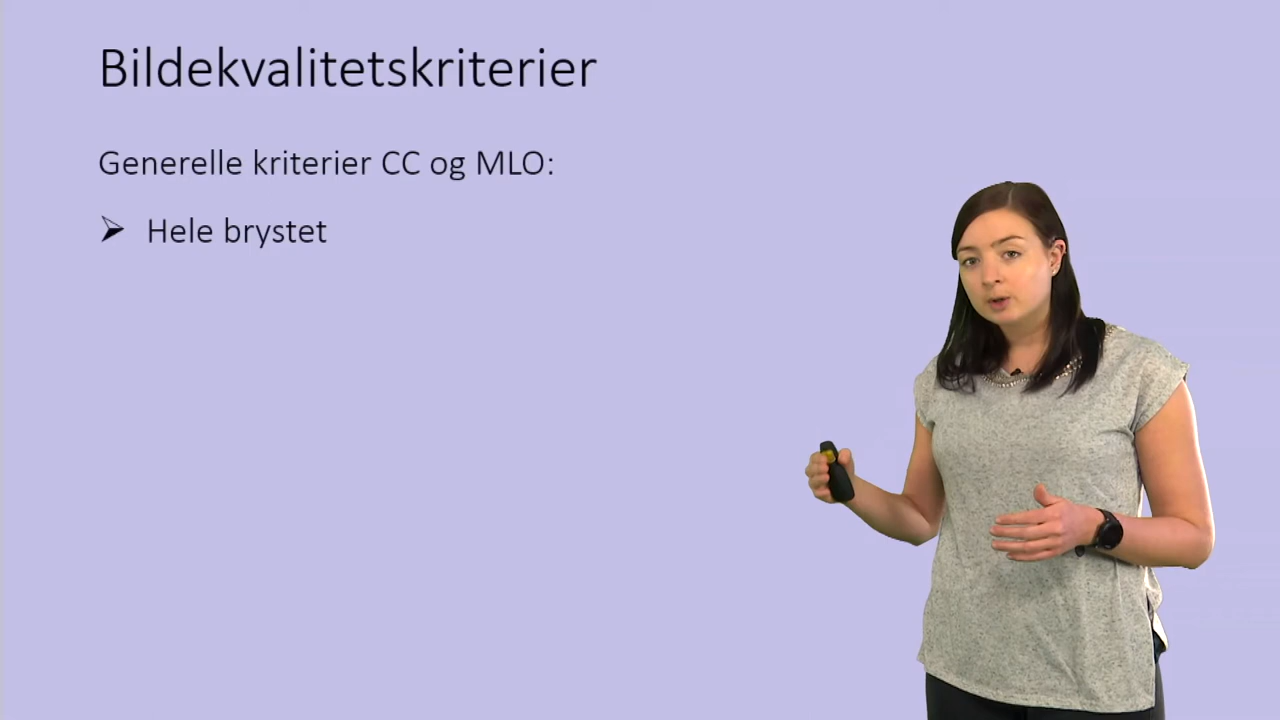 Bildekvalitetskriterier
Generelle kriterier CC og MLO:
➢ Hele brystet